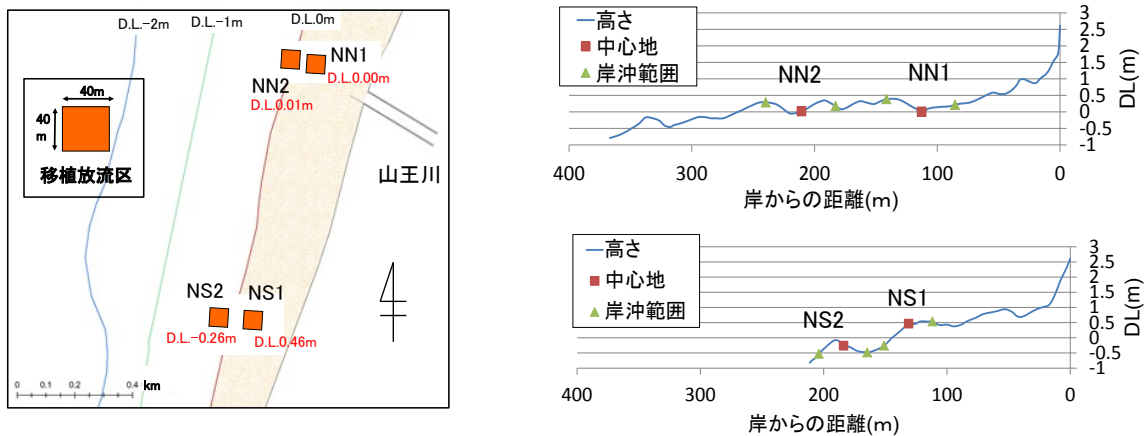 D.L.-2m
D.L.-1m
D.L.0m
NN1
NN2
D.L.0.00m
D.L.0.01m
40m
40
m
移植放流区
山王川
NS2
NS1
D.L.-0.26m
D.L.0.46m
0
0.1
0.2
0.4
km
高さ
中心地
岸沖範囲
NN2
NN1
3
2.5
2
1.5
1
0.5
0
-0.5
-1
DL(m)
400
300
200
100
0
岸からの距離(m)
高さ
中心地
岸沖範囲
NS2
NS1
3
2.5
2
1.5
1
0.5
0
-0.5
-1
DL(m)
400
300
200
100
0
岸からの距離(m)